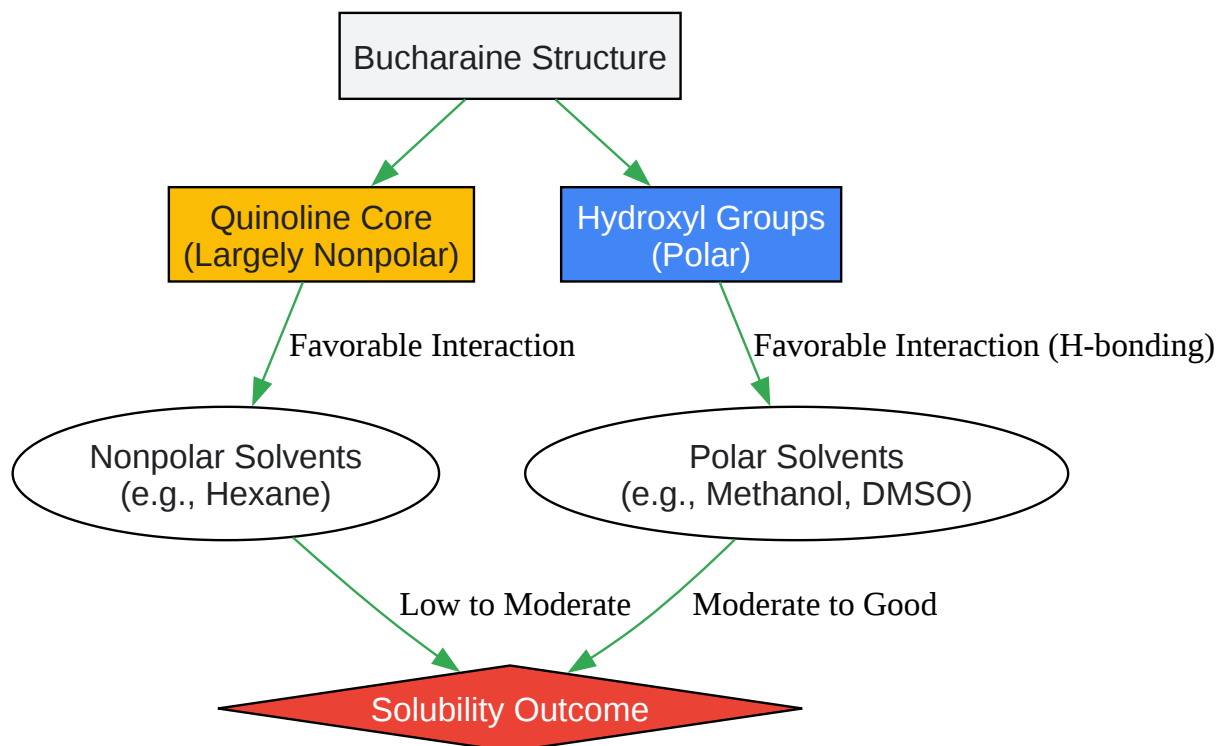 Bucharaine Structure
Quinoline Core
(Largely Nonpolar)
Hydroxyl Groups
(Polar)
Favorable Interaction
Favorable Interaction (H-bonding)
Nonpolar Solvents
(e.g., Hexane)
Polar Solvents
(e.g., Methanol, DMSO)
Low to Moderate
Moderate to Good
Solubility Outcome